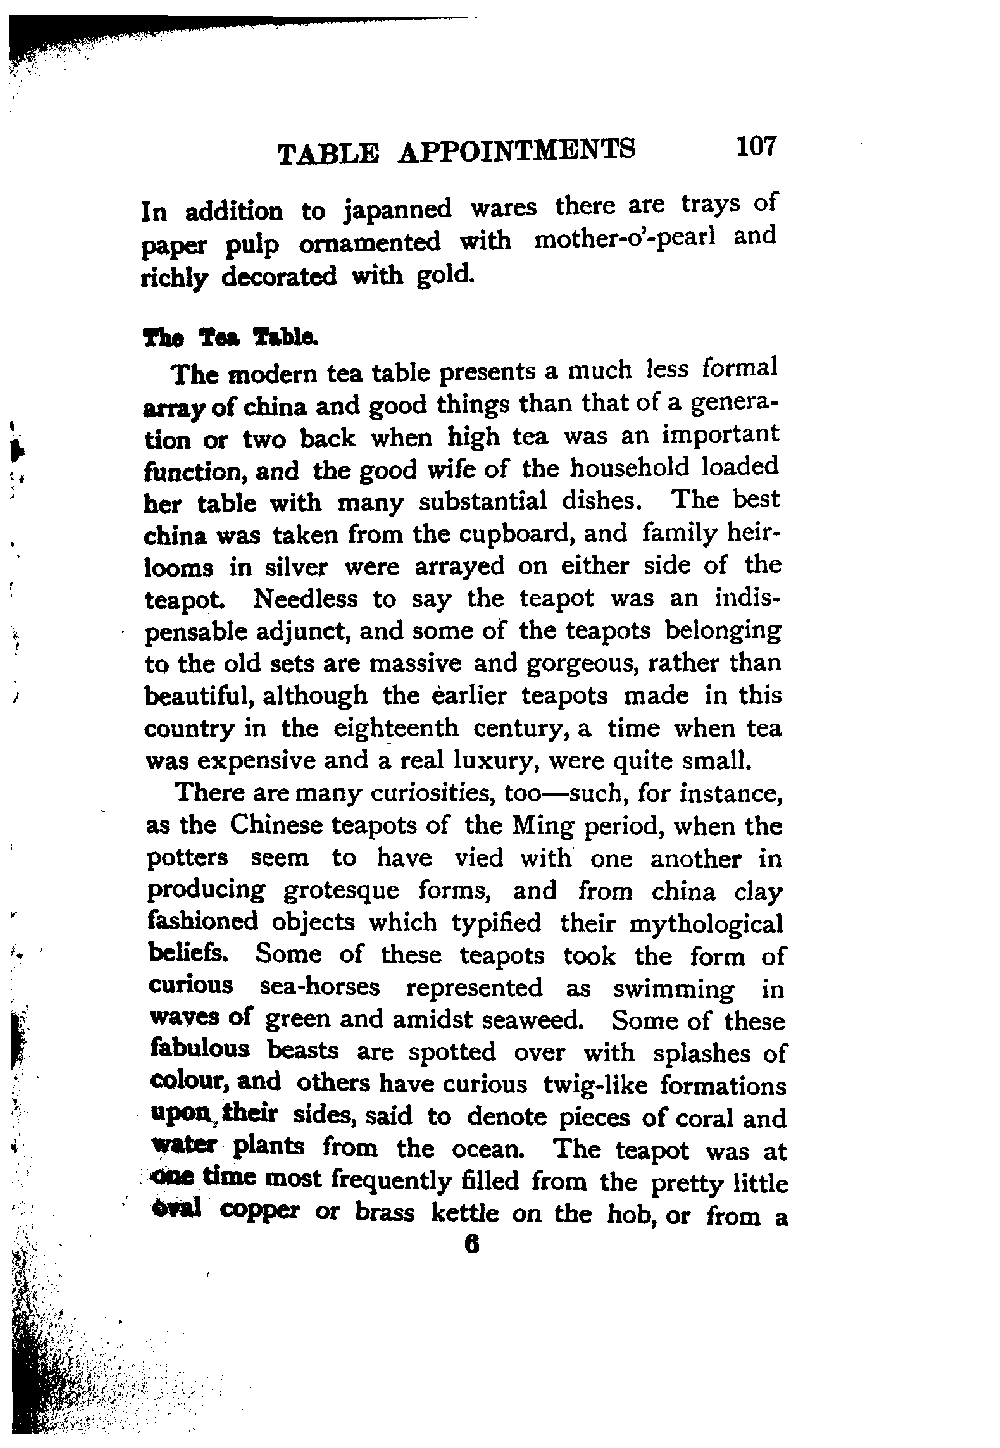 TABLE APPOINTMENTS 107
In addition to japanned wares there are trays of
paper pulp ornamented with mother-o'-pearl and
richly decorated with gold.
The Tea Table.
The modern tea table presents a much less formal
array of china and good things than that of a genera-
tion or two back when high tea was an important
function, and the good wife of the household loaded
her table with many substantial dishes. The best
china was taken from the cupboard, and family heir-
looms in silver were arrayed on either side of the
teapot. Needless to say the teapot was an indis-
pensable adjunct, and some of the teapots belonging
to the old sets are massive and gorgeous, rather than
beautiful, although the earlier teapots made in this
country in the eighteenth century, a time when tea
was expensive and a real luxury, were quite small.
There are many curiosities, too—such, for instance,
as the Chinese teapots of the Ming period, when the
potters seem to have vied with one another in
producing grotesque forms, and from china clay
fashioned objects which typified their mythological
beliefs. Some of these teapots took the form of
curious sea-horses represented as swimming in
waves of green and amidst seaweed. Some of these
fabulous beasts are spotted over with splashes of
colour, and others have curious twig-like formations
upon their sides, said to denote pieces of coral and
water plants from the ocean. The teapot was at
one time most frequently filled from the pretty little
oval copper or brass kettle on the hob, or from a
6